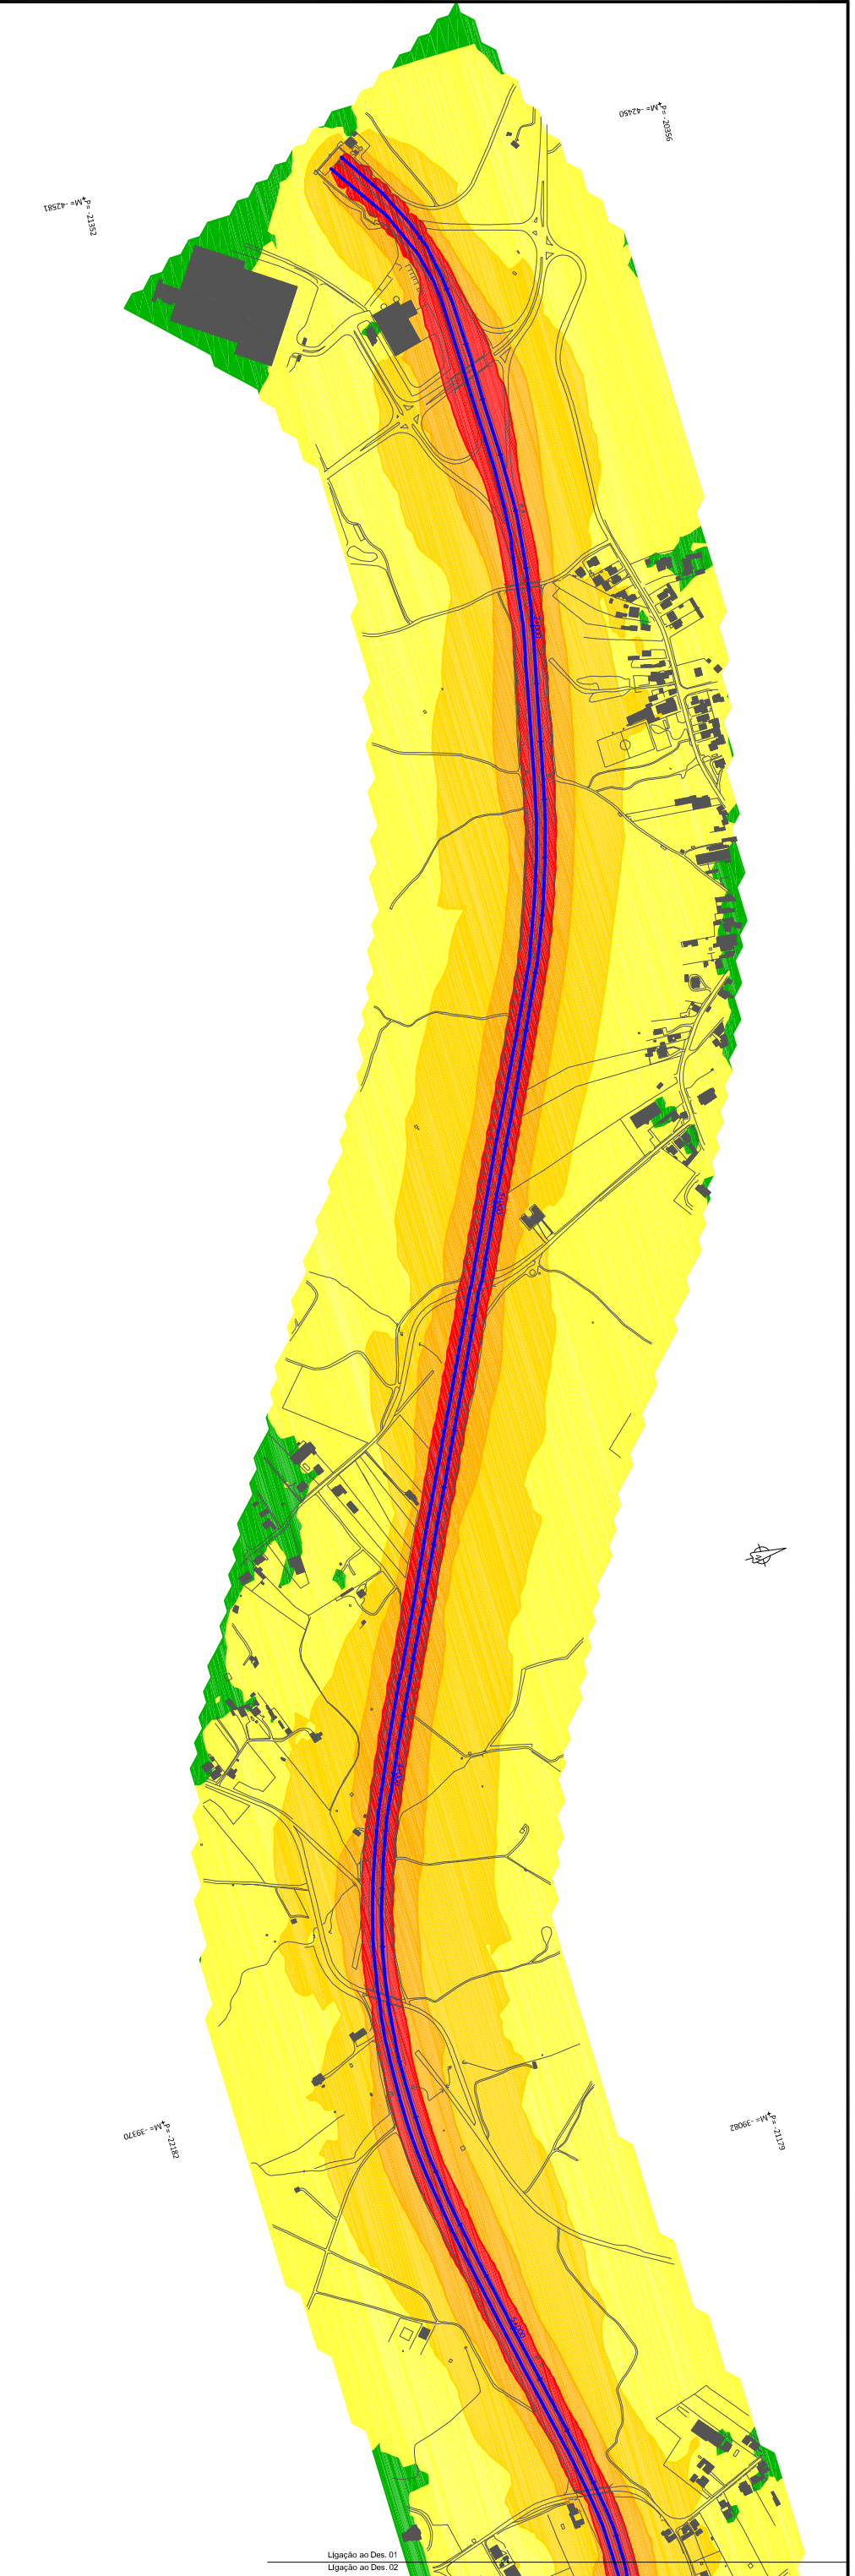 M= -42450
P= -20356
M= -42581
P= -21352
M= -39370
P= -22182
M= -39082
P= -21179
Ligação ao Des. 01
Ligação ao Des. 02